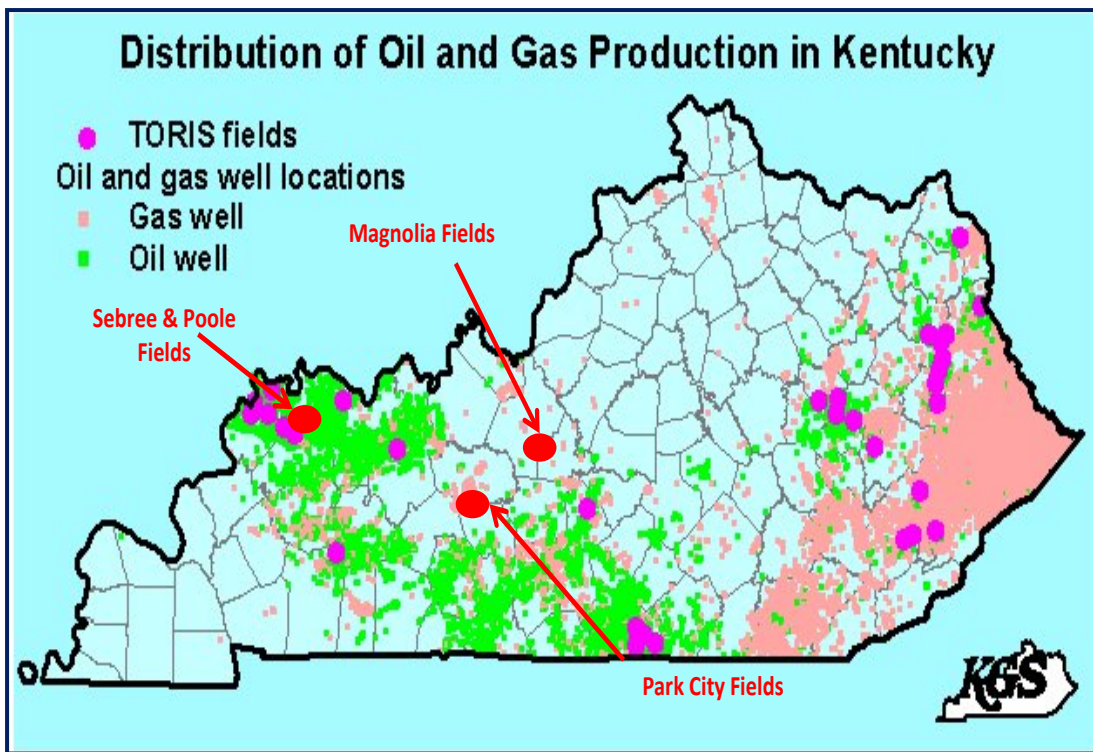 Distribution of Oil and Gas Production in Kentucky
TORIS fields
Oil and gas well locations
Gas well
Oil well
Magnolia Fields
Sebree & Poole
Fields
Park City Fields
KGS